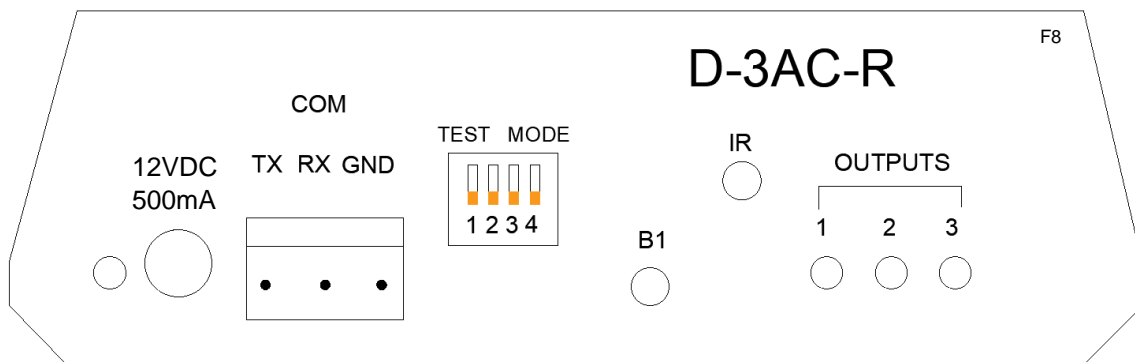 F8
D-3AC-R
COM
TEST MODE
12VDC
500mA
TX RX GND
IR
OUTPUTS
1 2 3 4
B1
1 2 3